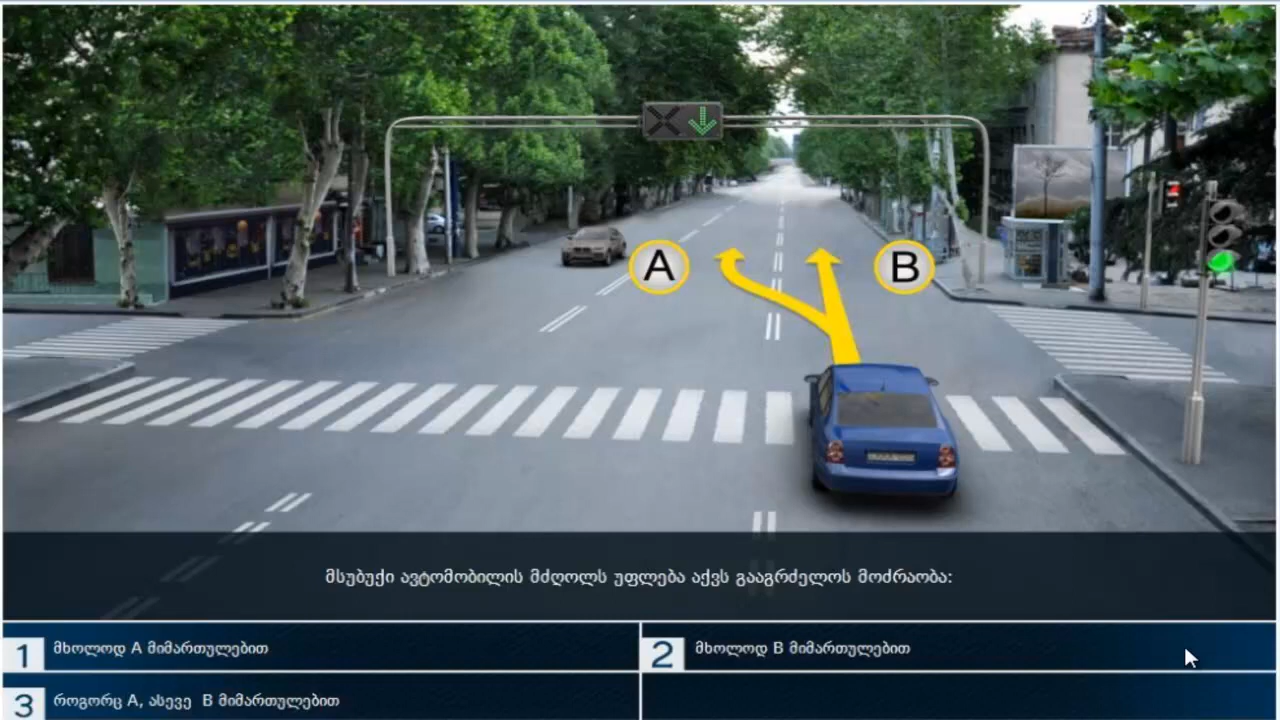 A
B
მსუბუქი ავტომობილის მძღოლს უფლება აქვს გააგრძელოს მოძრაობა:
1 მხოლოდ A მიმართულებით
2 მხოლოდ B მიმართულებით
3 როგორც A, ასევე B მიმართულებით